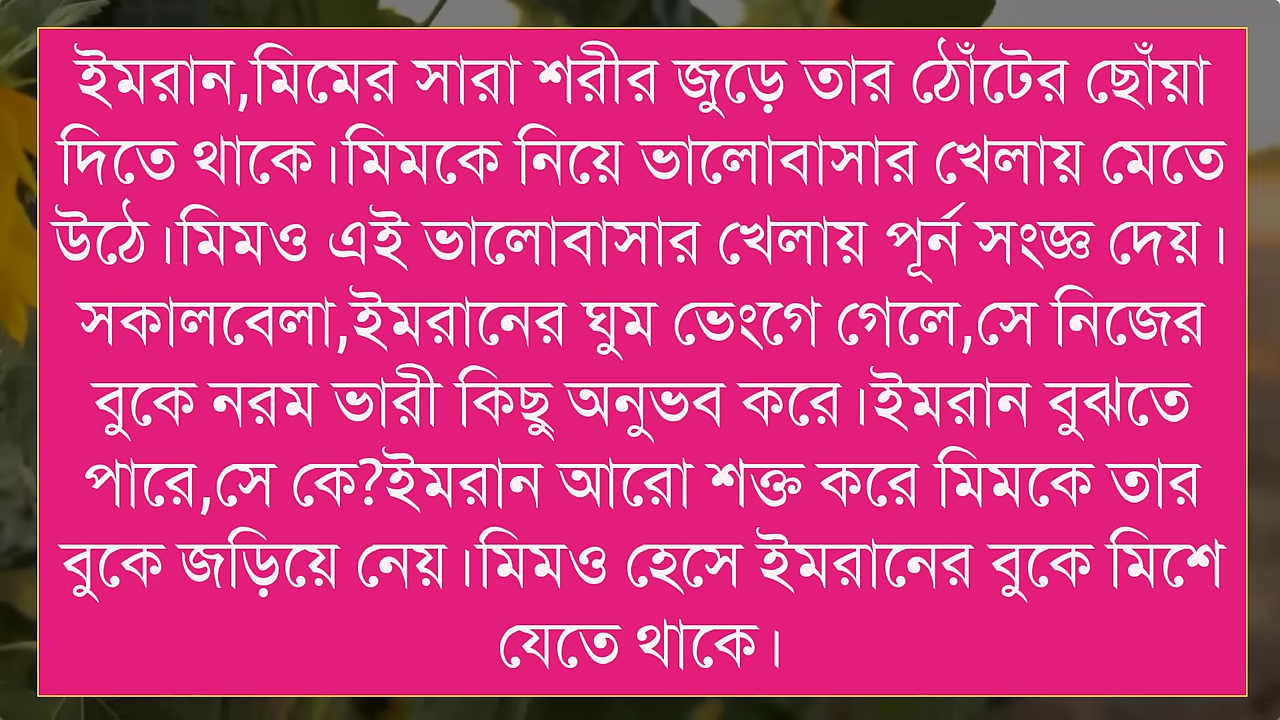 ইমরান,মিমের সারা শরীর জুড়ে তার ঠোঁটের ছোঁয়া
দিতে থাকে।মিমকে নিয়ে ভালোবাসার খেলায় মেতে
উঠে।মিমও এই ভালোবাসার খেলায় পূর্ন সংজ্ঞ দেয়।
সকালবেলা,ইমরানের ঘুম ভেংগে গেলে,সে নিজের
বুকে নরম ভারী কিছু অনুভব করে।ইমরান বুঝতে
পারে,সে কে?ইমরান আরো শক্ত করে মিমকে তার
বুকে জড়িয়ে নেয়।মিমও হেসে ইমরানের বুকে মিশে
যেতে থাকে।